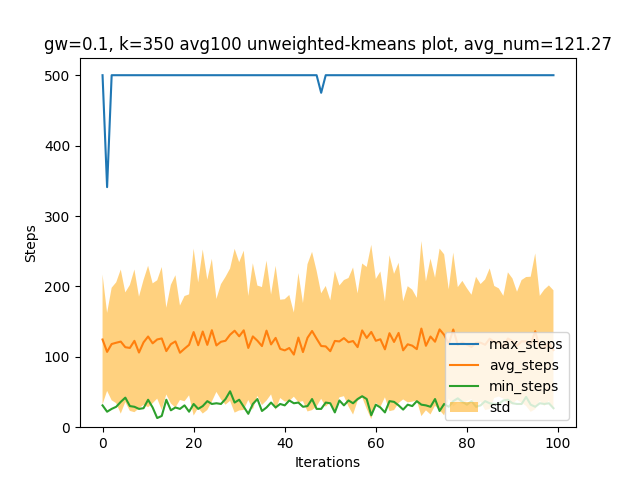 gw=0.1, k=350 avg100 unweighted-kmeans plot, avg_num=121.27
500
400
300
200
100
0
Steps
0 20 40 60 80 100
Iterations
max_steps
avg_steps
min_steps
std